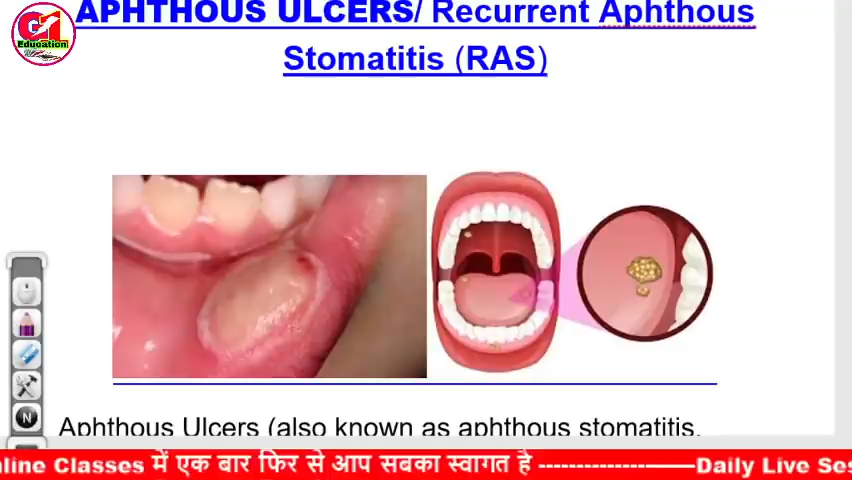 APHTHOUS ULCERS/ Recurrent Aphthous
Stomatitis (RAS)
GI
Education
N
Aphthous Ulcers (also known as aphthous stomatitis,
nline Classes में एक बार फिर से आप सबका स्वागत है ----------------------Daily Live Ses